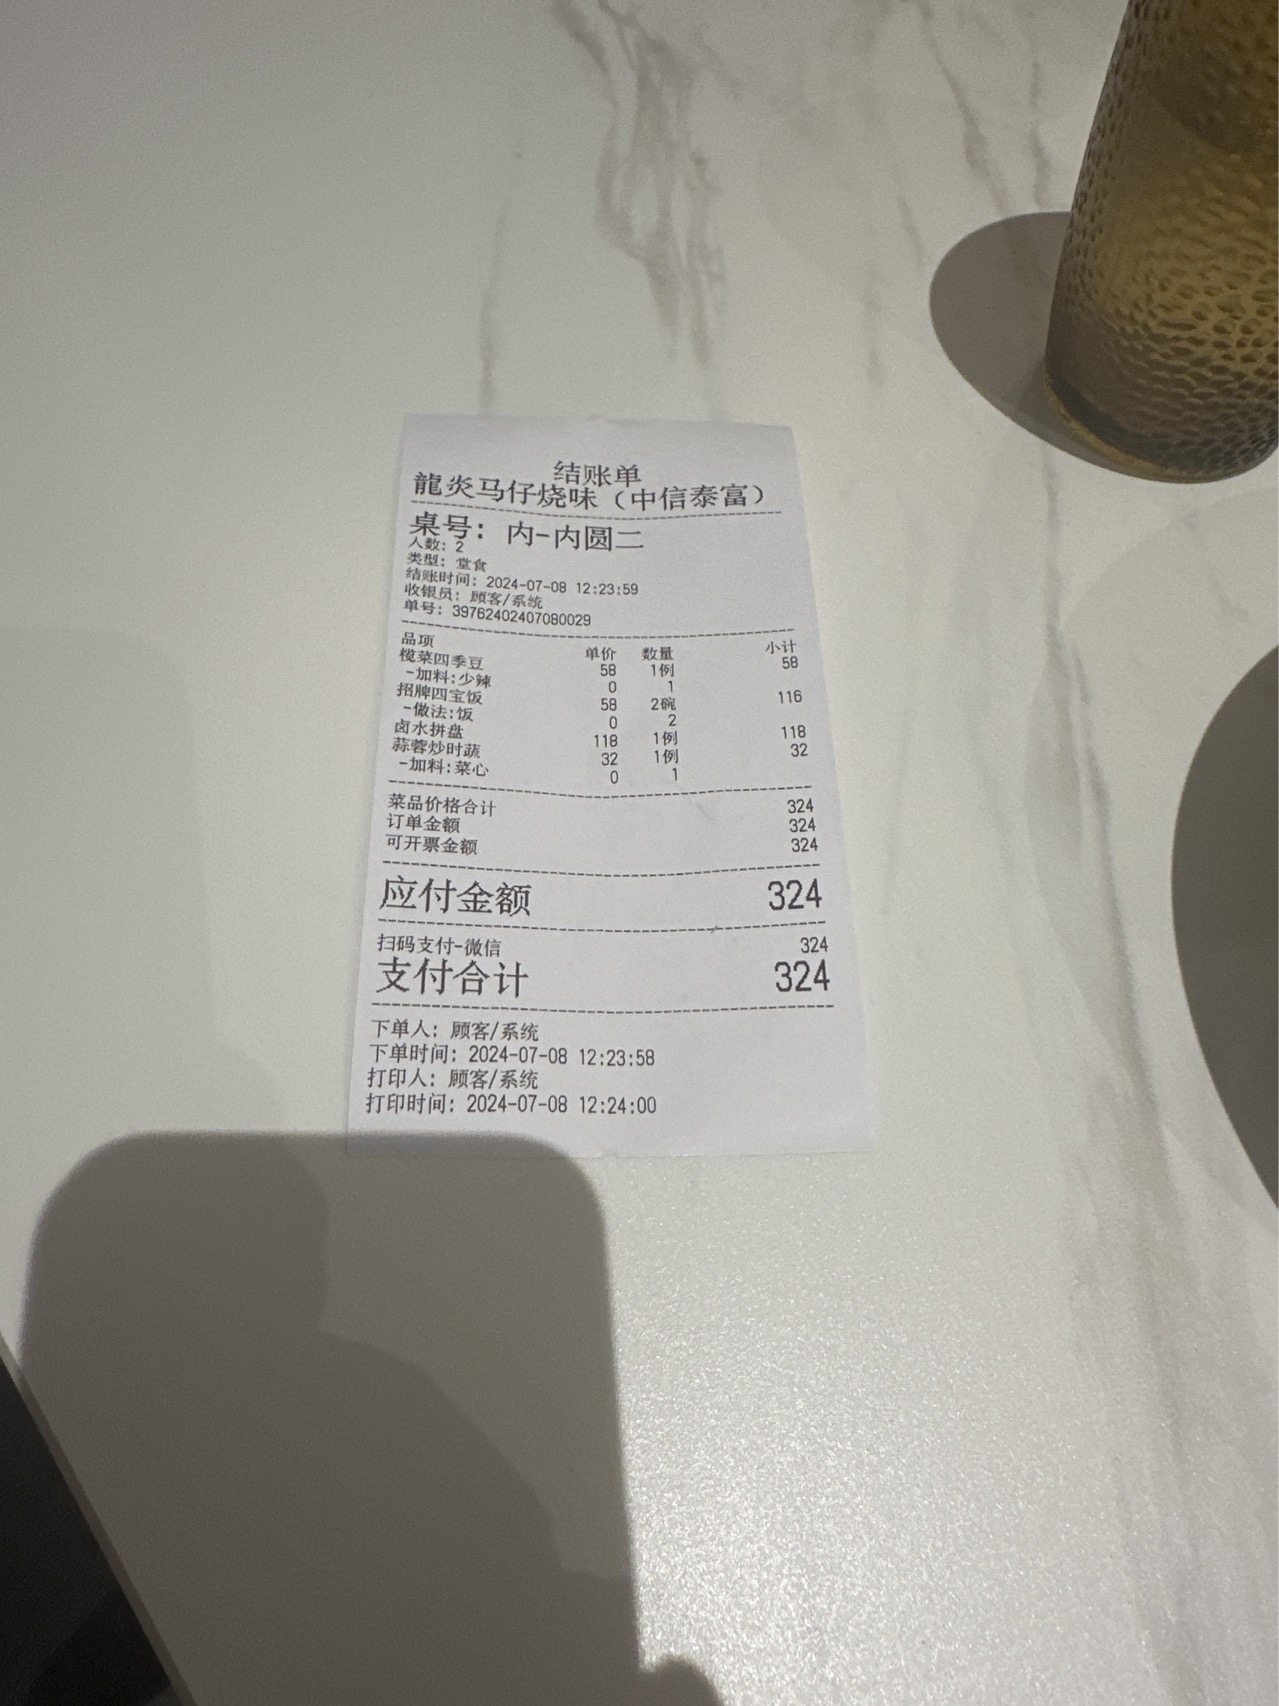 结账单
龍炎马仔烧味（中信泰富）
桌号： 内-内圆二
人数：2
类型：堂食
结账时间：2024-07-08 12:23:59
收银员：顾客/系统
单号：39762402407080029
品项 单价 数量 小计
榄菜四季豆 58 1例 58
-加料:少辣 0 1
招牌四宝饭 58 2碗 116
-做法:饭 0 2
卤水拼盘 118 1例 118
蒜蓉炒时蔬 32 1例 32
-加料:菜心 0 1
菜品价格合计 324
订单金额 324
可开票金额 324
应付金额 324
扫码支付-微信 324
支付合计 324
下单人：顾客/系统
下单时间：2024-07-08 12:23:58
打印人：顾客/系统
打印时间：2024-07-08 12:24:00